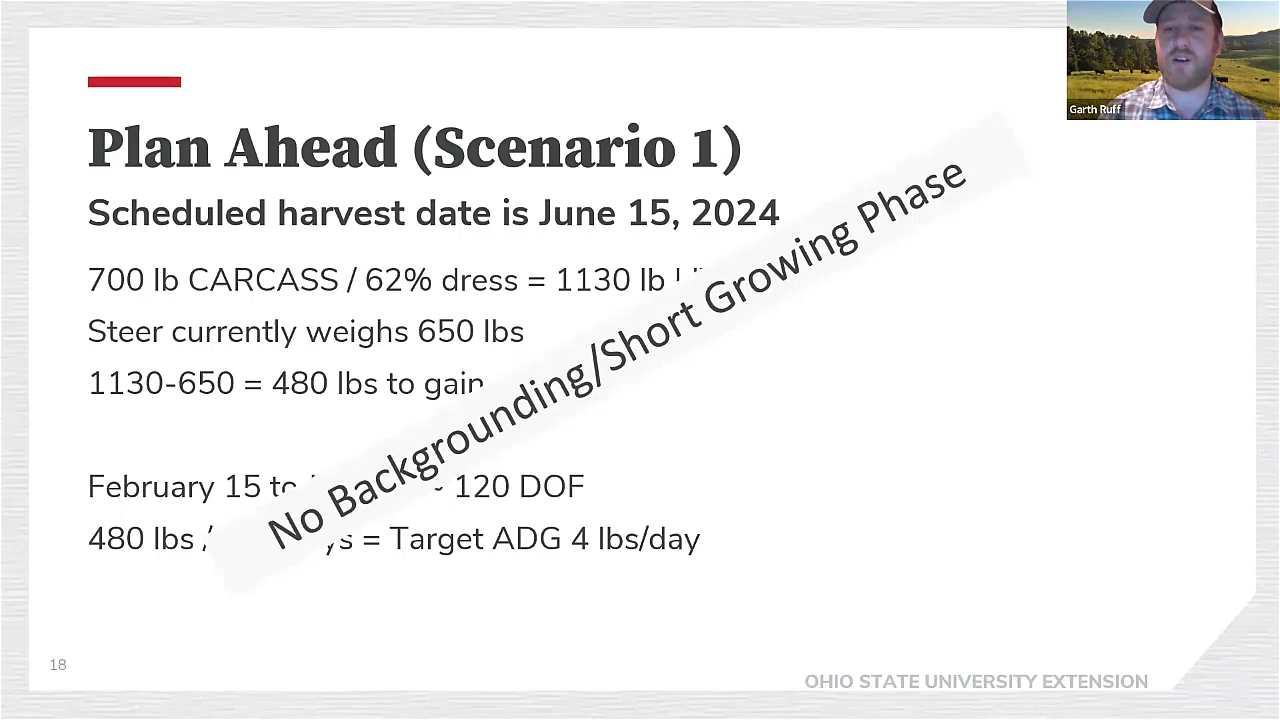 Garth Ruff
Plan Ahead (Scenario 1)
Scheduled harvest date is June 15, 2024
700 lb CARCASS / 62% dress = 1130 lb
Steer currently weighs 650 lbs
1130-650 = 480 lbs to gain
No Backgrounding/Short Growing Phase
February 15 to 120 DOF
480 lbs = Target ADG 4 lbs/day
18
OHIO STATE UNIVERSITY EXTENSION